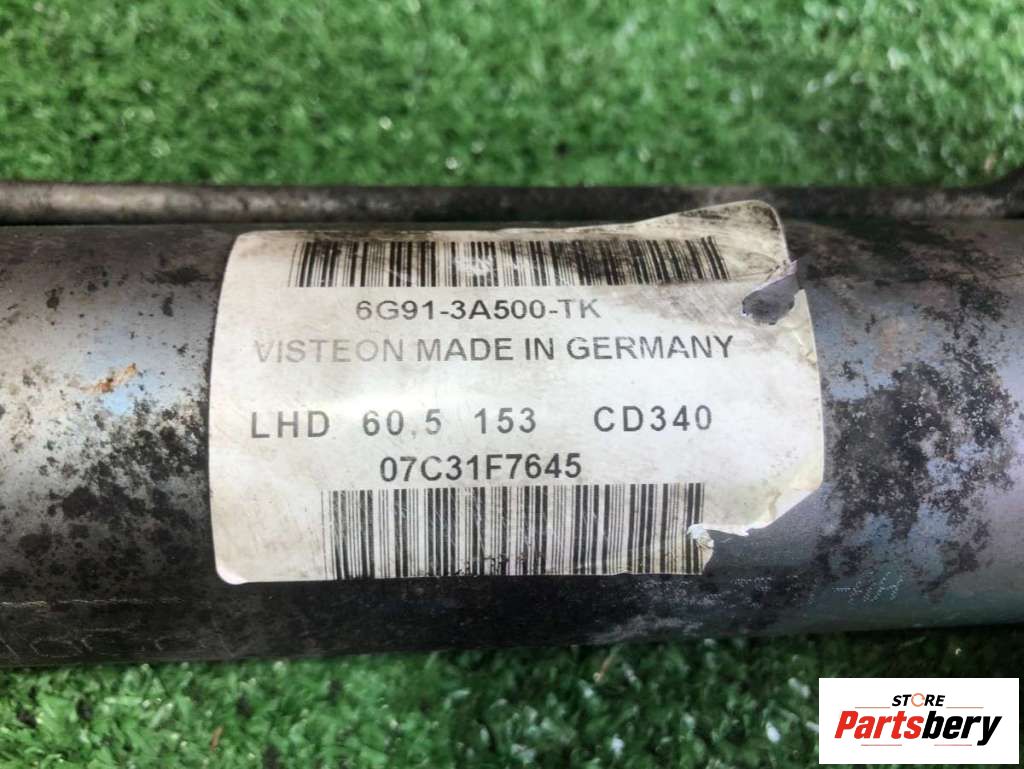 6G91-3A500-TK
VISTEON MADE IN GERMANY
LHD 60.5 153 CD340
07C31F7645
STORE
Partsbery